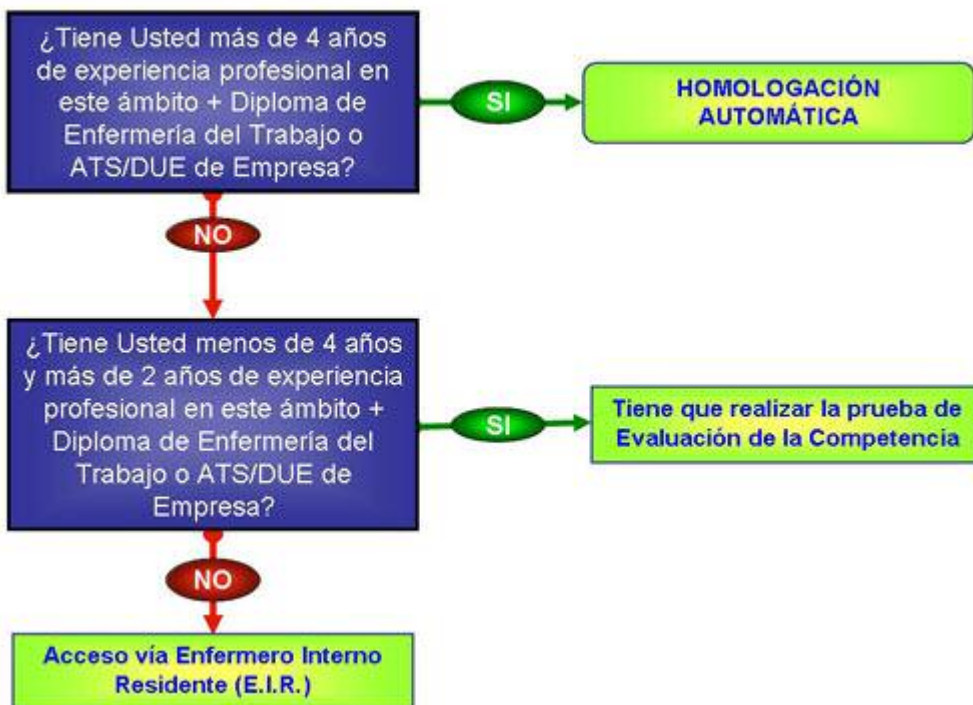 ¿Tiene Usted más de 4 años
de experiencia profesional en
este ámbito + Diploma de
Enfermería del Trabajo o
ATS/DUE de Empresa?
SI
HOMOLOGACIÓN
AUTOMÁTICA
NO
¿Tiene Usted menos de 4 años
y más de 2 años de experiencia
profesional en este ámbito +
Diploma de Enfermería del
Trabajo o ATS/DUE de
Empresa?
SI
Tiene que realizar la prueba de
Evaluación de la Competencia
NO
Acceso vía Enfermero Interno
Residente (E.I.R.)